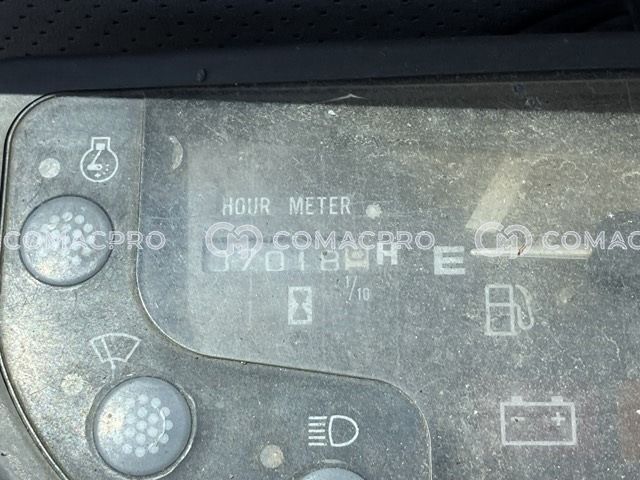 HOUR METER
COMACPRO COMACPRO COMACPRO
H E
1/10